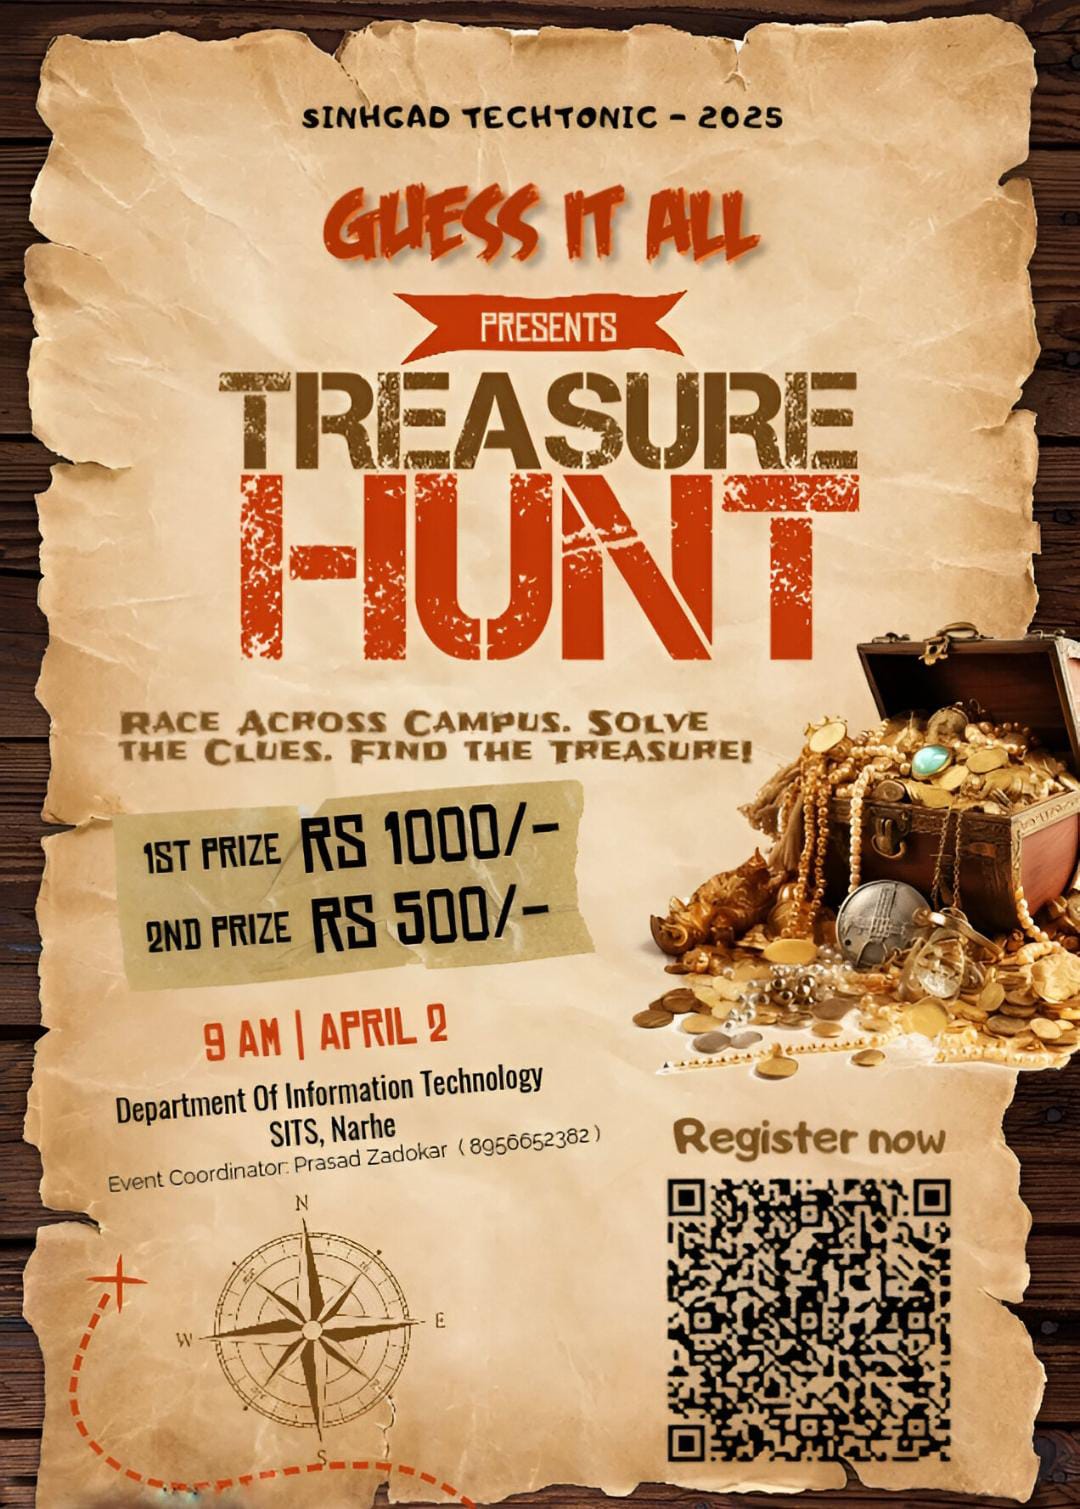 SINHGAD TECHTONIC - 2025
GUESS IT ALL
PRESENTS
TREASURE
HUNT
RACE ACROSS CAMPUS. SOLVE
THE CLUES. FIND THE TREASURE!
1ST PRIZE RS 1000/-
2ND PRIZE RS 500/-
9 AM | APRIL 2
Department Of Information Technology
SITS, Narhe
Event Coordinator: Prasad Zadokar ( 8956652382 )
Register now
N
W
E
S